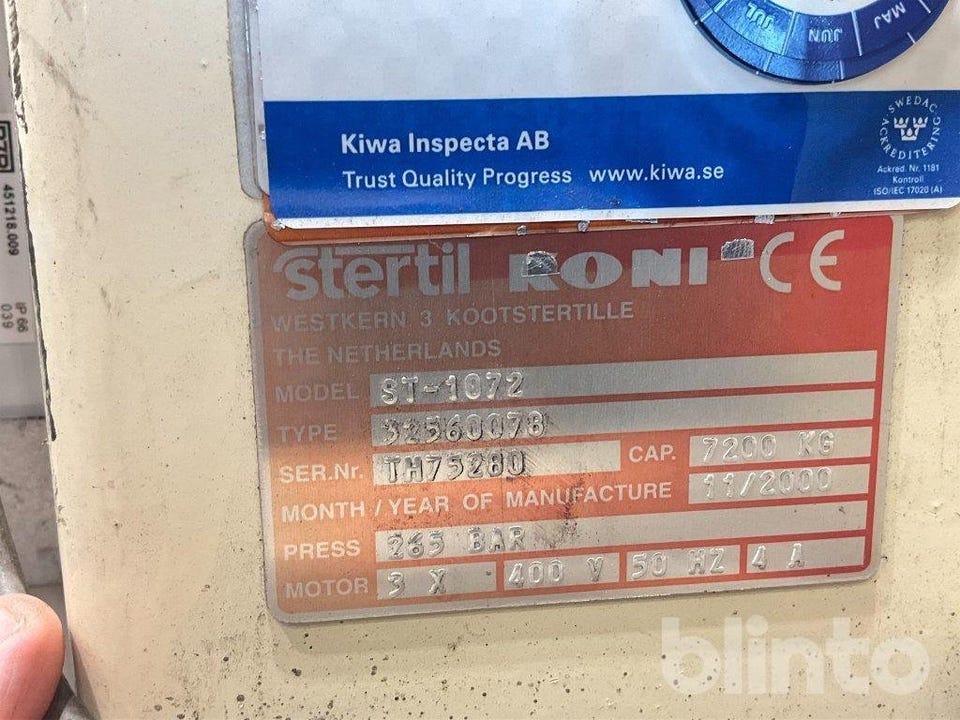 JUL JUN MAJ
SWEDAC
ACKREDITERING
Ackred. Nr. 1181
Kontroll
ISO/IEC 17020 (A)
Kiwa Inspecta AB
Trust Quality Progress www.kiwa.se
451218.009
IP 66
039
stertil KONI CE
WESTKERN 3 KOOTSTERTILLE
THE NETHERLANDS
MODEL ST-1072
TYPE 32560078
SER.Nr. TH75280 CAP. 7200 KG
MONTH / YEAR OF MANUFACTURE 11/2000
PRESS 265 BAR
MOTOR 3 X 400 V 50 HZ 4 A
blinto